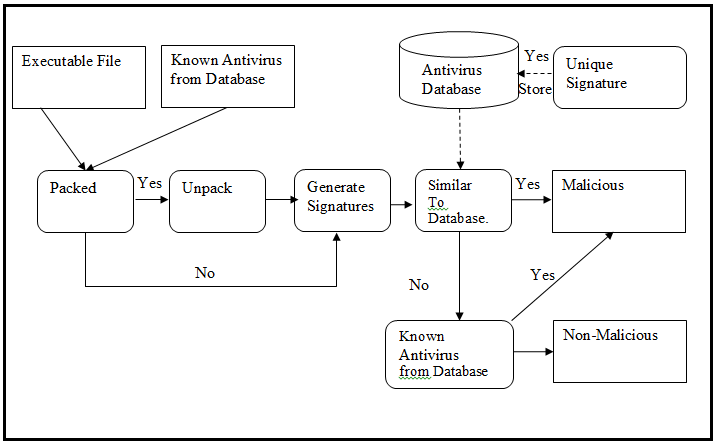 Executable File
Known Antivirus
from Database
Antivirus
Database
Yes
Store
Unique
Signature
Packed
Yes
Unpack
Generate
Signatures
Similar
To
Database.
Yes
Malicious
No
No
Yes
Known
Antivirus
from Database
Non-Malicious